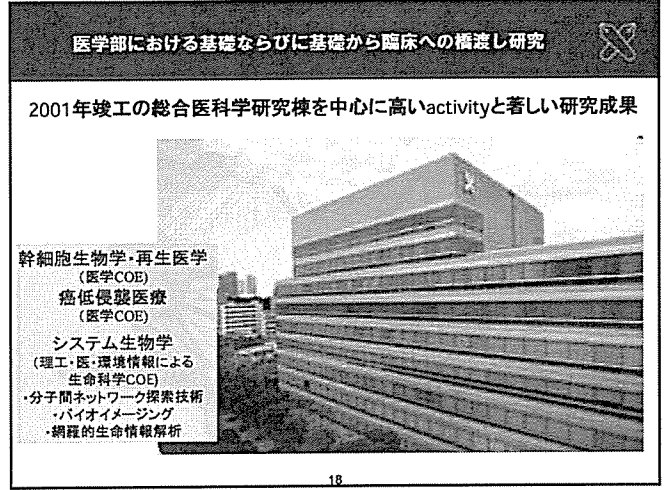 医学部における基礎ならびに基礎から臨床への橋渡し研究
2001年竣工の総合医科学研究棟を中心に高いactivityと著しい研究成果
幹細胞生物学・再生医学
(医学COE)
癌低侵襲医療
(医学COE)
システム生物学
(理工・医・環境情報による
生命科学COE)
・分子間ネットワーク探索技術
・バイオイメージング
・網羅的生命情報解析
18